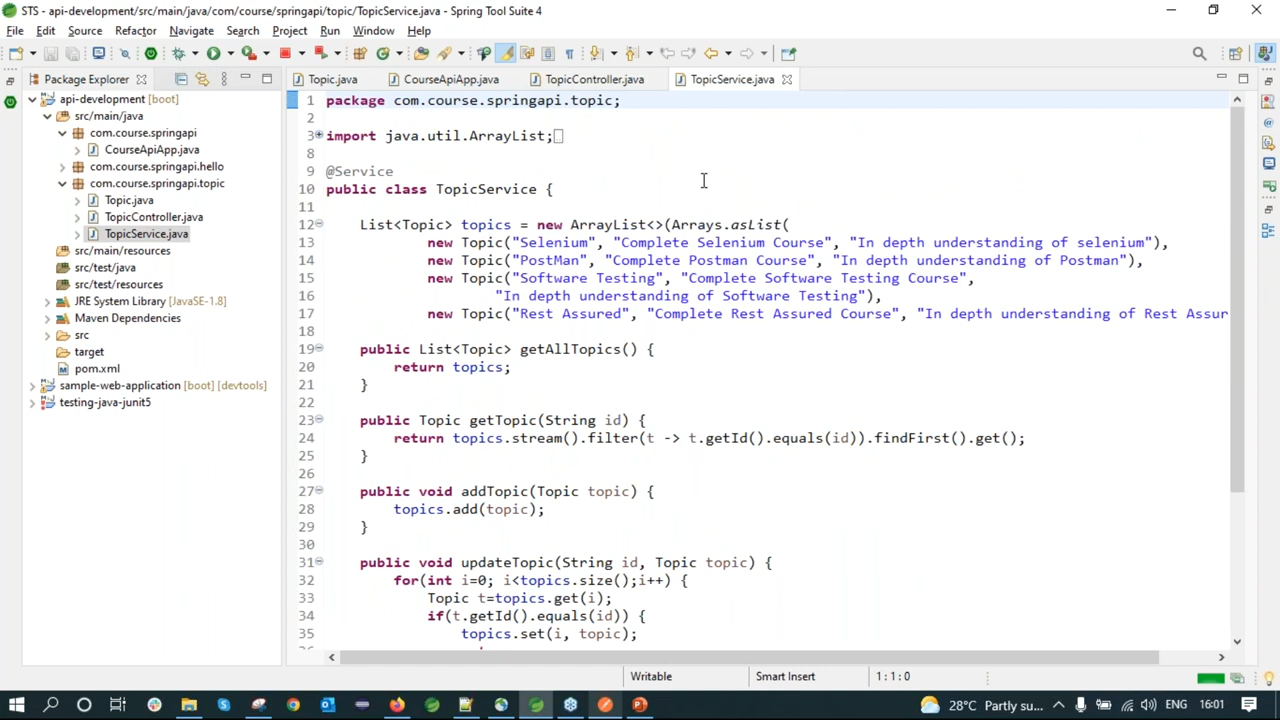 STS - api-development/src/main/java/com/course/springapi/topic/TopicService.java - Spring Tool Suite 4
File Edit Source Refactor Navigate Search Project Run Window Help
Package Explorer
Topic.java CourseApiApp.java TopicController.java TopicService.java
api-development [boot]
src/main/java
com.course.springapi
CourseApiApp.java
com.course.springapi.hello
com.course.springapi.topic
Topic.java
TopicController.java
TopicService.java
src/main/resources
src/test/java
src/test/resources
JRE System Library [JavaSE-1.8]
Maven Dependencies
src
target
pom.xml
sample-web-application [boot] [devtools]
testing-java-junit5
1 package com.course.springapi.topic;
2
3 import java.util.ArrayList;
8
9 @Service
10 public class TopicService {
11
12 List<Topic> topics = new ArrayList<>(Arrays.asList(
13 new Topic("Selenium", "Complete Selenium Course", "In depth understanding of selenium"),
14 new Topic("PostMan", "Complete Postman Course", "In depth understanding of Postman"),
15 new Topic("Software Testing", "Complete Software Testing Course",
16 "In depth understanding of Software Testing"),
17 new Topic("Rest Assured", "Complete Rest Assured Course", "In depth understanding of Rest Assur
18
19 public List<Topic> getAllTopics() {
20 return topics;
21 }
22
23 public Topic getTopic(String id) {
24 return topics.stream().filter(t -> t.getId().equals(id)).findFirst().get();
25 }
26
27 public void addTopic(Topic topic) {
28 topics.add(topic);
29 }
30
31 public void updateTopic(String id, Topic topic) {
32 for(int i=0; i<topics.size();i++) {
33 Topic t=topics.get(i);
34 if(t.getId().equals(id)) {
35 topics.set(i, topic);
Writable Smart Insert 1 : 1 : 0
28°C Partly su... ENG 16:01